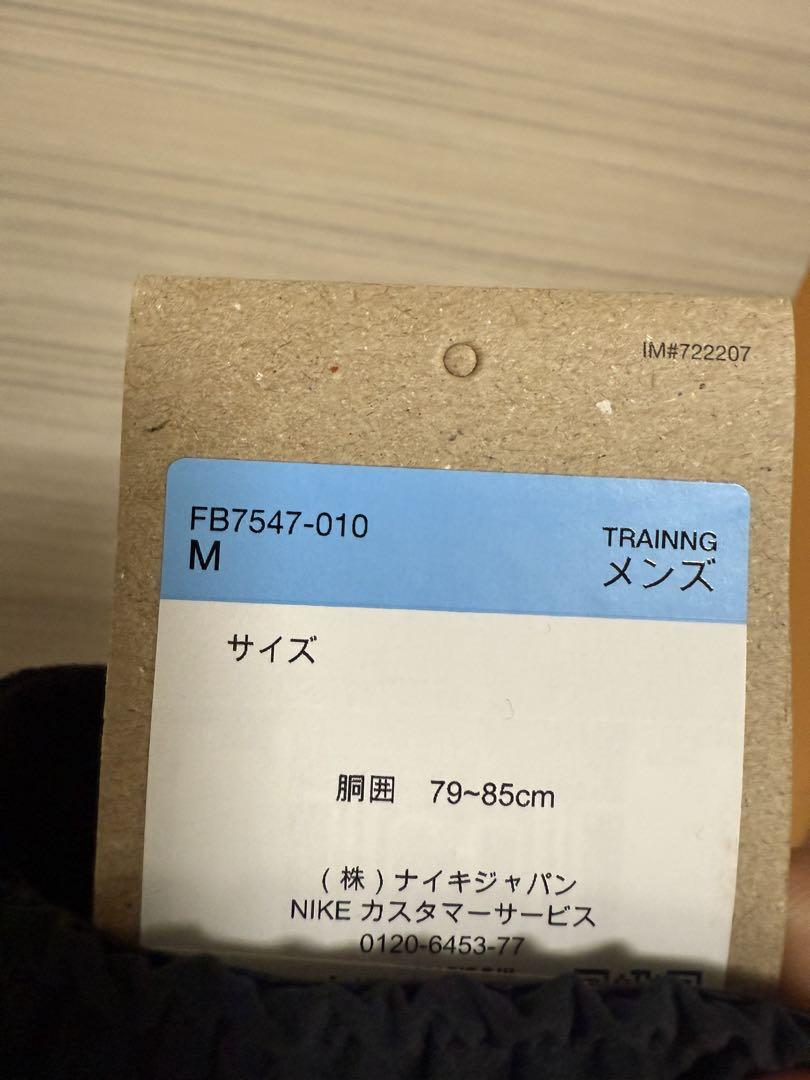 IM#722207
FB7547-010
M
TRAINNG
メンズ
サイズ
胴囲 79~85cm
(株)ナイキジャパン
NIKE カスタマーサービス
0120-6453-77